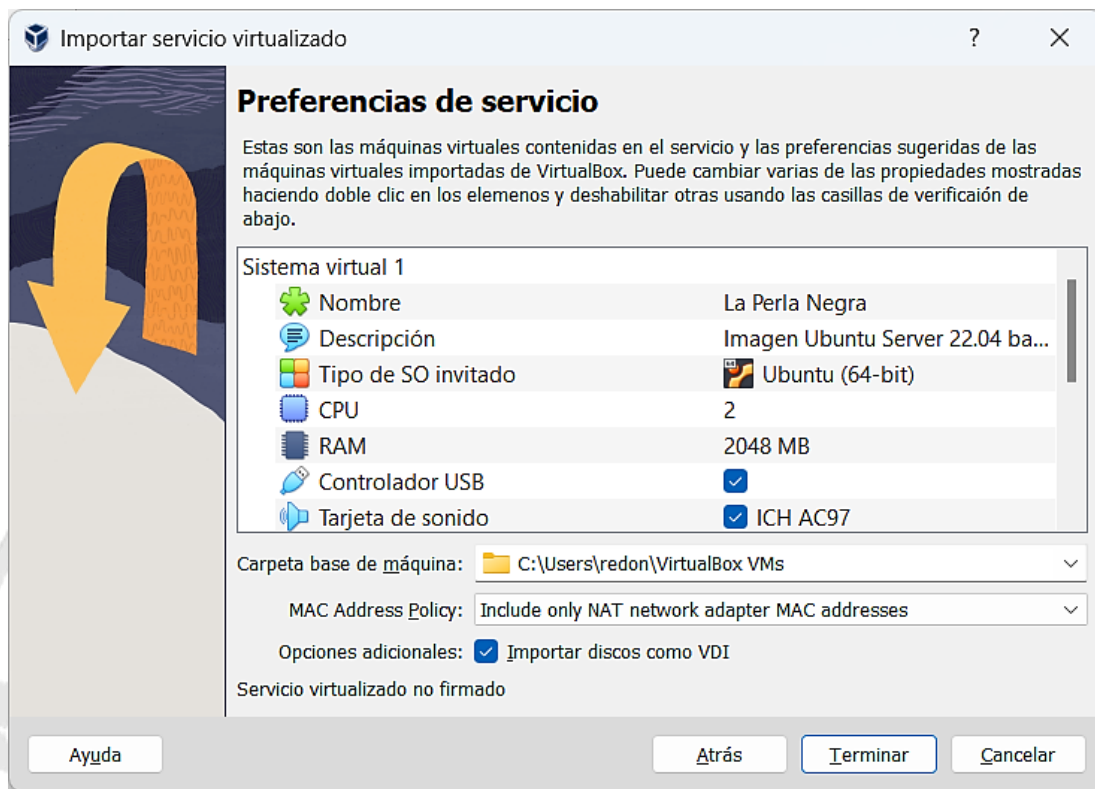 Importar servicio virtualizado
?
Preferencias de servicio
Estas son las máquinas virtuales contenidas en el servicio y las preferencias sugeridas de las
máquinas virtuales importadas de VirtualBox. Puede cambiar varias de las propiedades mostradas
haciendo doble clic en los elemenos y deshabilitar otras usando las casillas de verificaión de
abajo.
Sistema virtual 1
Nombre La Perla Negra
Descripción Imagen Ubuntu Server 22.04 ba...
Tipo de SO invitado Ubuntu (64-bit)
CPU 2
RAM 2048 MB
Controlador USB
Tarjeta de sonido ICH AC97
Carpeta base de máquina: C:\Users\redon\VirtualBox VMs
MAC Address Policy: Include only NAT network adapter MAC addresses
Opciones adicionales: Importar discos como VDI
Servicio virtualizado no firmado
Ayuda Atrás Terminar Cancelar